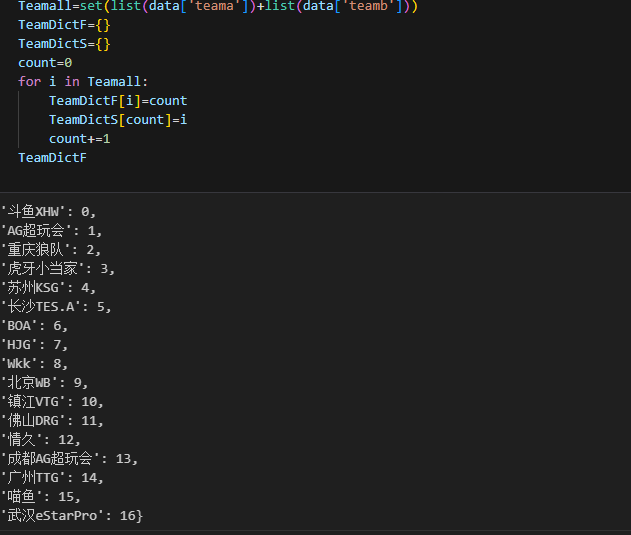 Teamall=set(list(data['teama'])+list(data['teamb']))
TeamDictF={}
TeamDictS={}
count=0
for i in Teamall:
    TeamDictF[i]=count
    TeamDictS[count]=i
    count+=1
TeamDictF
'斗鱼XHW': 0,
'AG超玩会': 1,
'重庆狼队': 2,
'虎牙小当家': 3,
'苏州KSG': 4,
'长沙TES.A': 5,
'BOA': 6,
'HJG': 7,
'Wkk': 8,
'北京WB': 9,
'镇江VTG': 10,
'佛山DRG': 11,
'情久': 12,
'成都AG超玩会': 13,
'广州TTG': 14,
'喵鱼': 15,
'武汉eStarPro': 16}